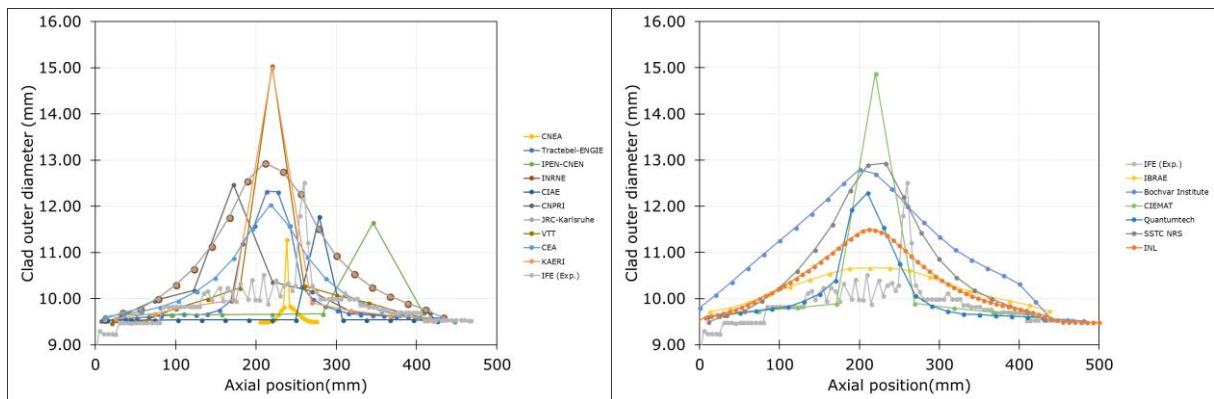 16.00
15.00
14.00
13.00
12.00
11.00
10.00
9.00
Clad outer diameter (mm)
0 100 200 300 400 500
Axial position(mm)
CNEA
Tractebel-ENGIE
IPEN-CNEN
INRNE
CIAE
CNPRI
JRC-Karlsruhe
VTT
CEA
KAERI
IFE (Exp.)
16.00
15.00
14.00
13.00
12.00
11.00
10.00
9.00
Clad outer diameter (mm)
0 100 200 300 400 500
Axial position(mm)
IFE (Exp.)
IBRAE
Bochvar Institute
CIEMAT
Quantumtech
SSTC NRS
INL